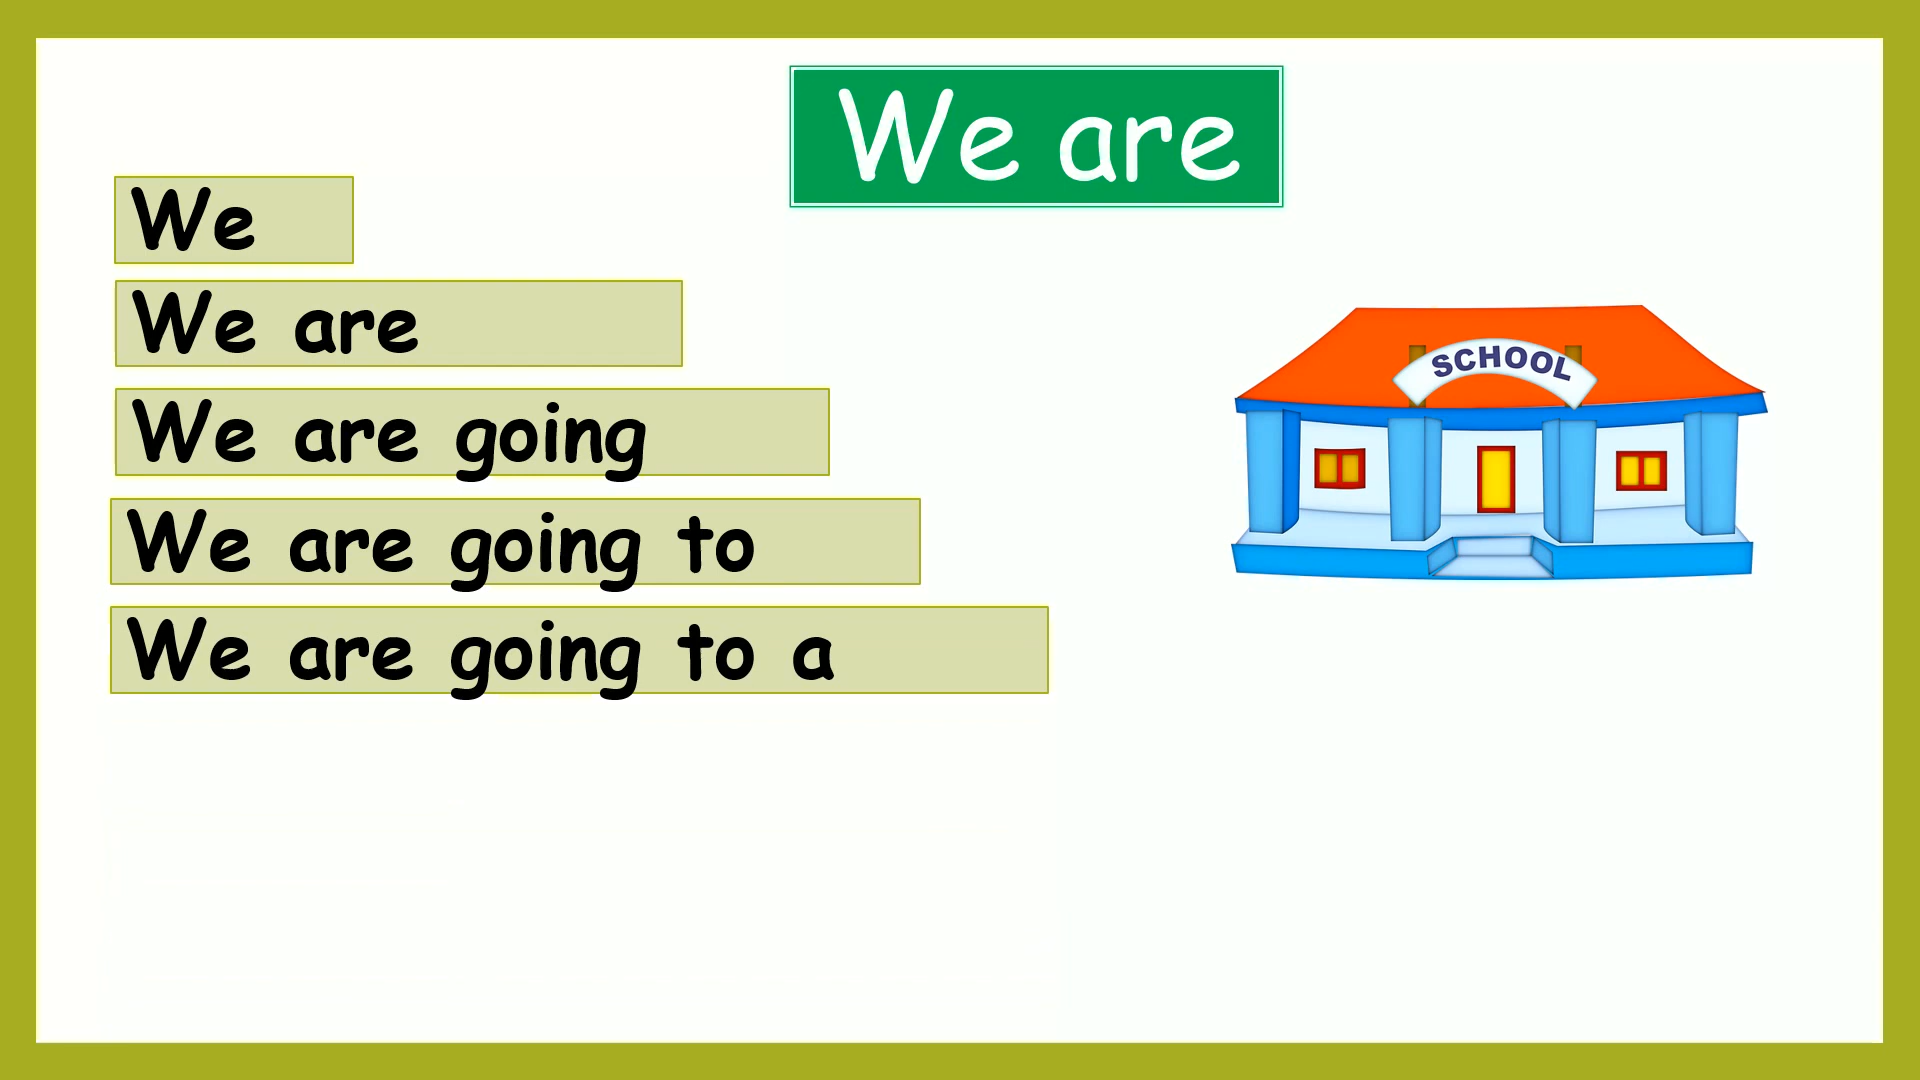 We are
We
We are
We are going
We are going to
We are going to a
SCHOOL